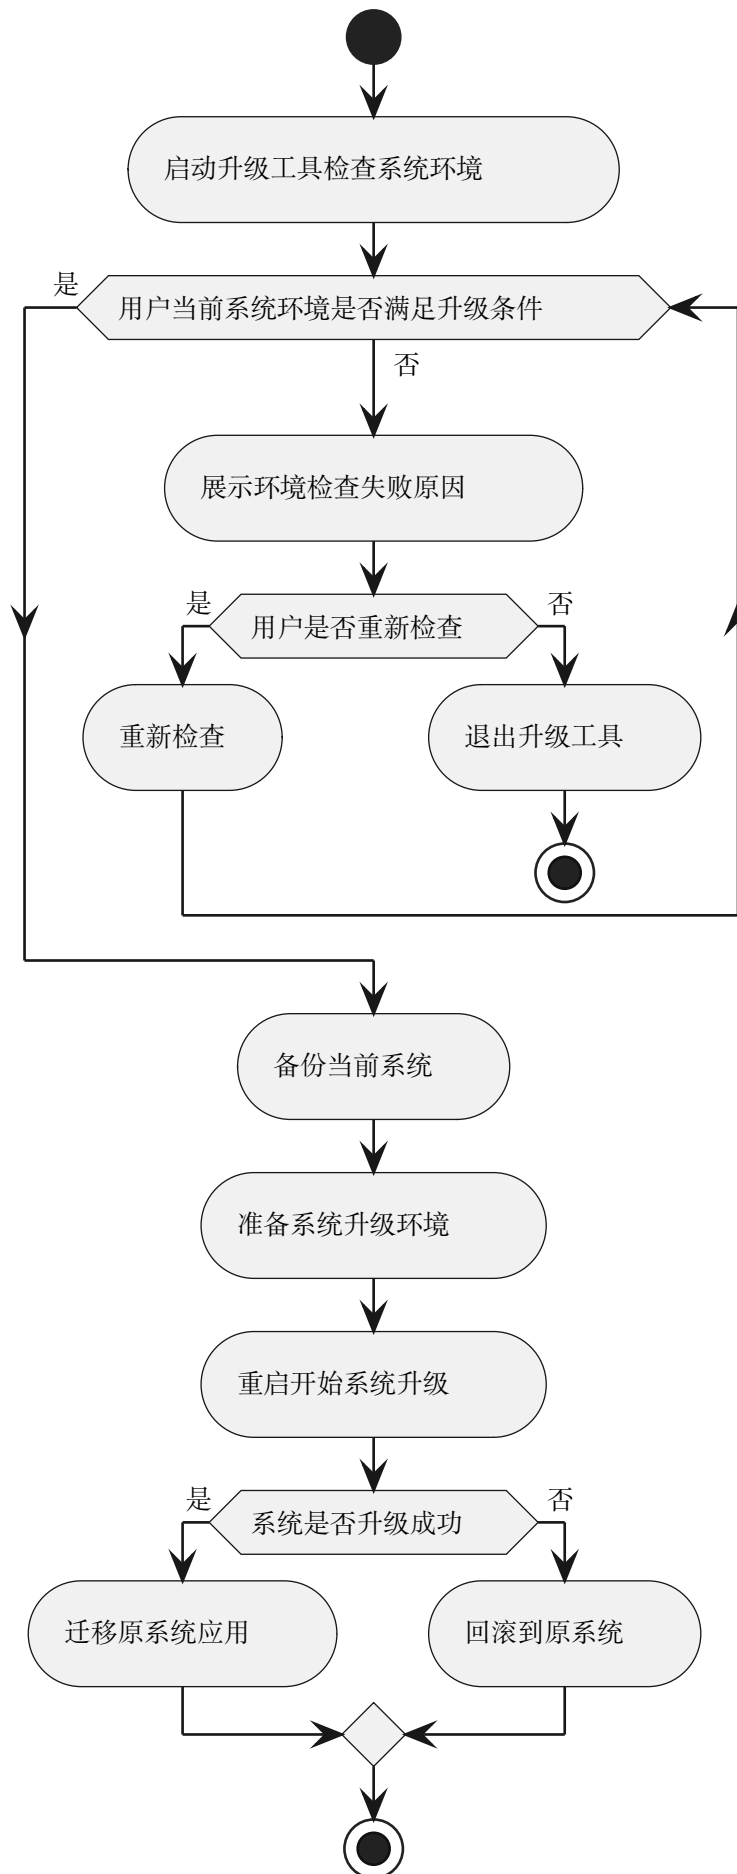 启动升级工具检查系统环境
是
用户当前系统环境是否满足升级条件
否
展示环境检查失败原因
是
用户是否重新检查
否
重新检查
退出升级工具
备份当前系统
准备系统升级环境
重启开始系统升级
是
系统是否升级成功
否
迁移原系统应用
回滚到原系统